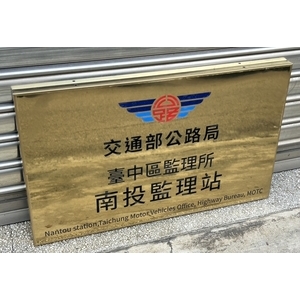 交通部公路局
臺中區監理所
南投監理站
Nantou station,Taichung Motor Vehicles Office, Highway Bureau, MOTC